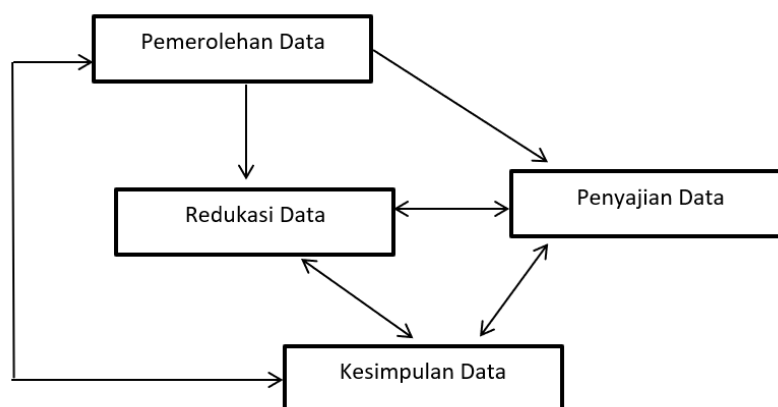 Pemerolehan Data
Penyajian Data
Redukasi Data
Kesimpulan Data